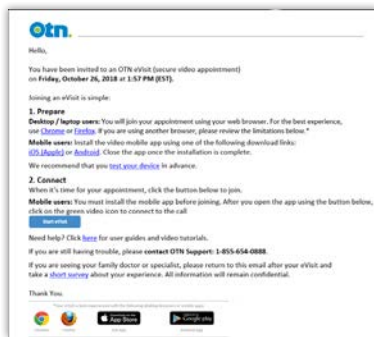 Otn.
Hello,
You have been invited to an OTN eVisit (secure video appointment)
on Friday, October 26, 2018 at 1:57 PM (EST).
Joining an eVisit is simple:
1. Prepare
Desktop / laptop users: You will join your appointment using your web browser. For the best experience,
use Chrome or Firefox. If you are using another browser, please review the limitations below.*
Mobile users: Install the video mobile app using one of the following download links:
iOS (Apple) or Android. Close the app once the installation is complete.
We recommend that you test your device in advance.
2. Connect
When it's time for your appointment, click the button below to join.
Mobile users: You must install the mobile app before joining. After you open the app using the button below,
click on the green video icon to connect to the call
Start eVisit
Need help? Click here for user guides and video tutorials.
If you are still having trouble, please contact OTN Support: 1-855-654-0888.
If you are seeing your family doctor or specialist, please return to this email after your eVisit and
take a short survey about your experience. All information will remain confidential.
Thank You.
App Store
Google play